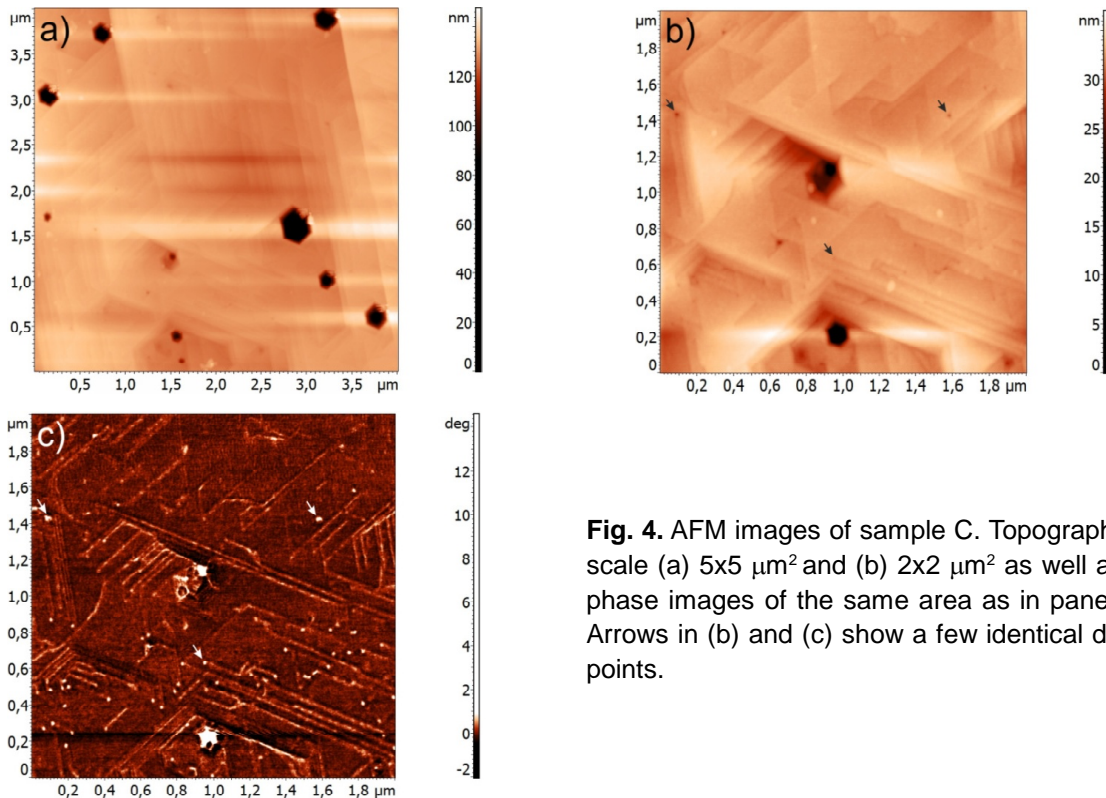 µm
a)
3,5
3,0
2,5
2,0
1,5
1,0
0,5
0,5 1,0 1,5 2,0 2,5 3,0 3,5 µm
nm
120
100
80
60
40
20
0
µm
b)
1,8
1,6
1,4
1,2
1,0
0,8
0,6
0,4
0,2
0
0,2 0,4 0,6 0,8 1,0 1,2 1,4 1,6 1,8 µm
nm
30
25
20
15
10
5
0
µm
c)
1,8
1,6
1,4
1,2
1,0
0,8
0,6
0,4
0,2
0
0,2 0,4 0,6 0,8 1,0 1,2 1,4 1,6 1,8 µm
deg
12
10
8
6
4
2
0
-2
Fig. 4. AFM images of sample C. Topograph
scale (a) 5x5 µm² and (b) 2x2 µm² as well a
phase images of the same area as in pane
Arrows in (b) and (c) show a few identical d
points.